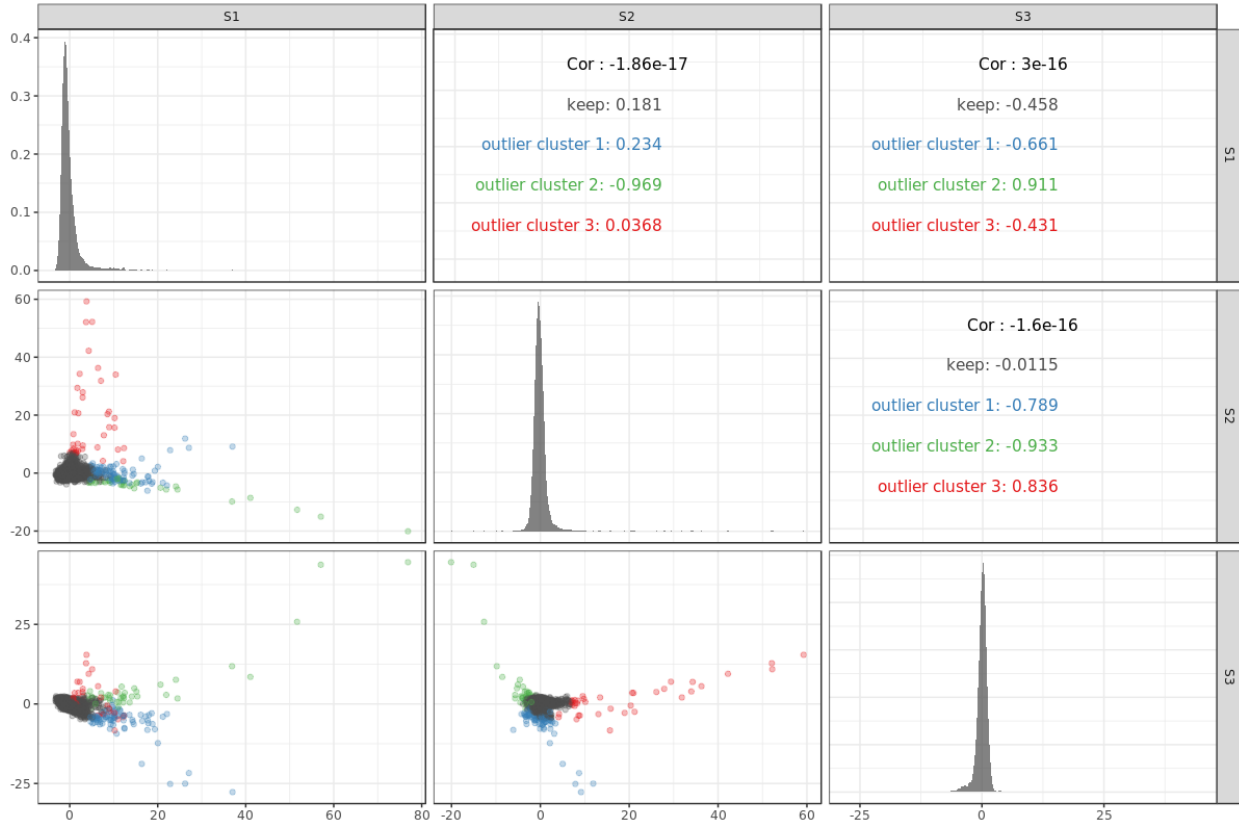 S1 S2 S3
0.4
0.3
0.2
0.1
0.0
Cor : -1.86e-17
keep: 0.181
outlier cluster 1: 0.234
outlier cluster 2: -0.969
outlier cluster 3: 0.0368
Cor : 3e-16
keep: -0.458
outlier cluster 1: -0.661
outlier cluster 2: 0.911
outlier cluster 3: -0.431
S1
60
40
20
0
-20
Cor : -1.6e-16
keep: -0.0115
outlier cluster 1: -0.789
outlier cluster 2: -0.933
outlier cluster 3: 0.836
S2
25
0
-25
S3
0 20 40 60 80 -20 0 20 40 60 -25 0 25